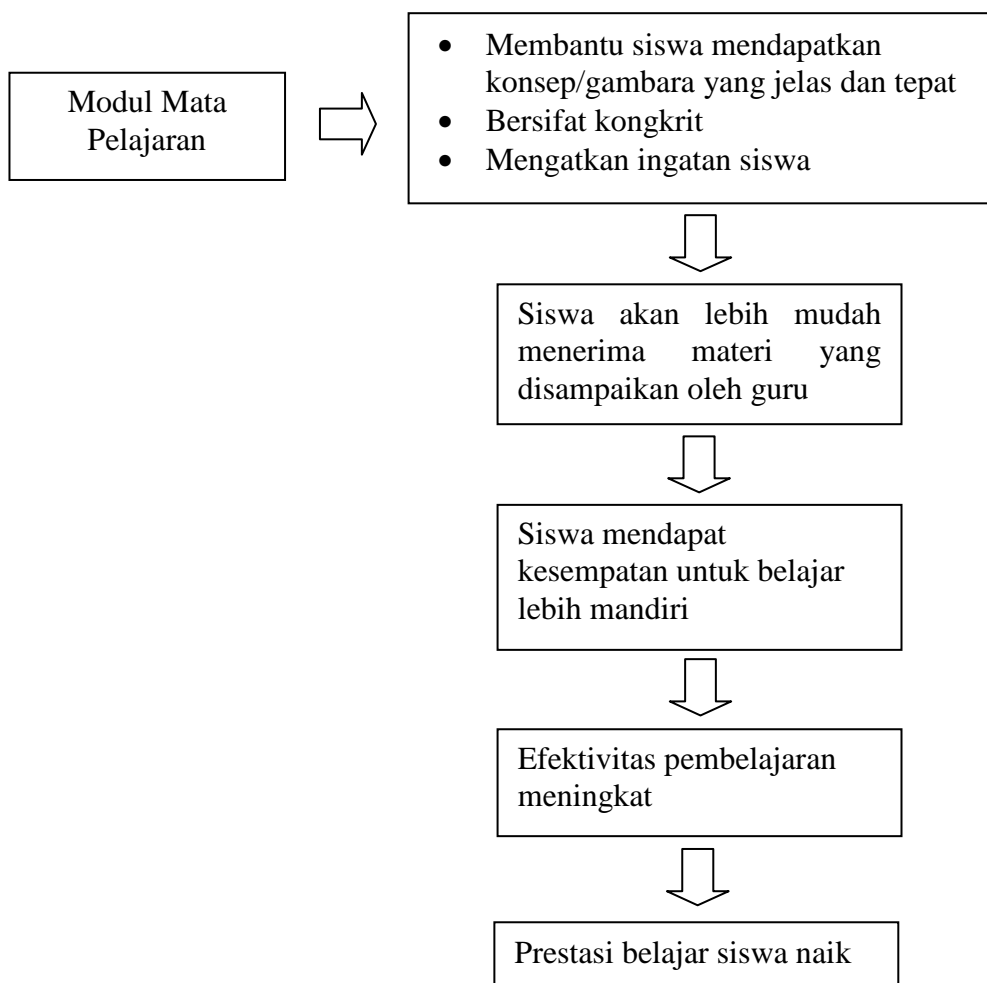 Modul Mata
Pelajaran
• Membantu siswa mendapatkan
konsep/gambara yang jelas dan tepat
• Bersifat kongkrit
• Mengatkan ingatan siswa
Siswa akan lebih mudah
menerima materi yang
disampaikan oleh guru
Siswa mendapat
kesempatan untuk belajar
lebih mandiri
Efektivitas pembelajaran
meningkat
Prestasi belajar siswa naik